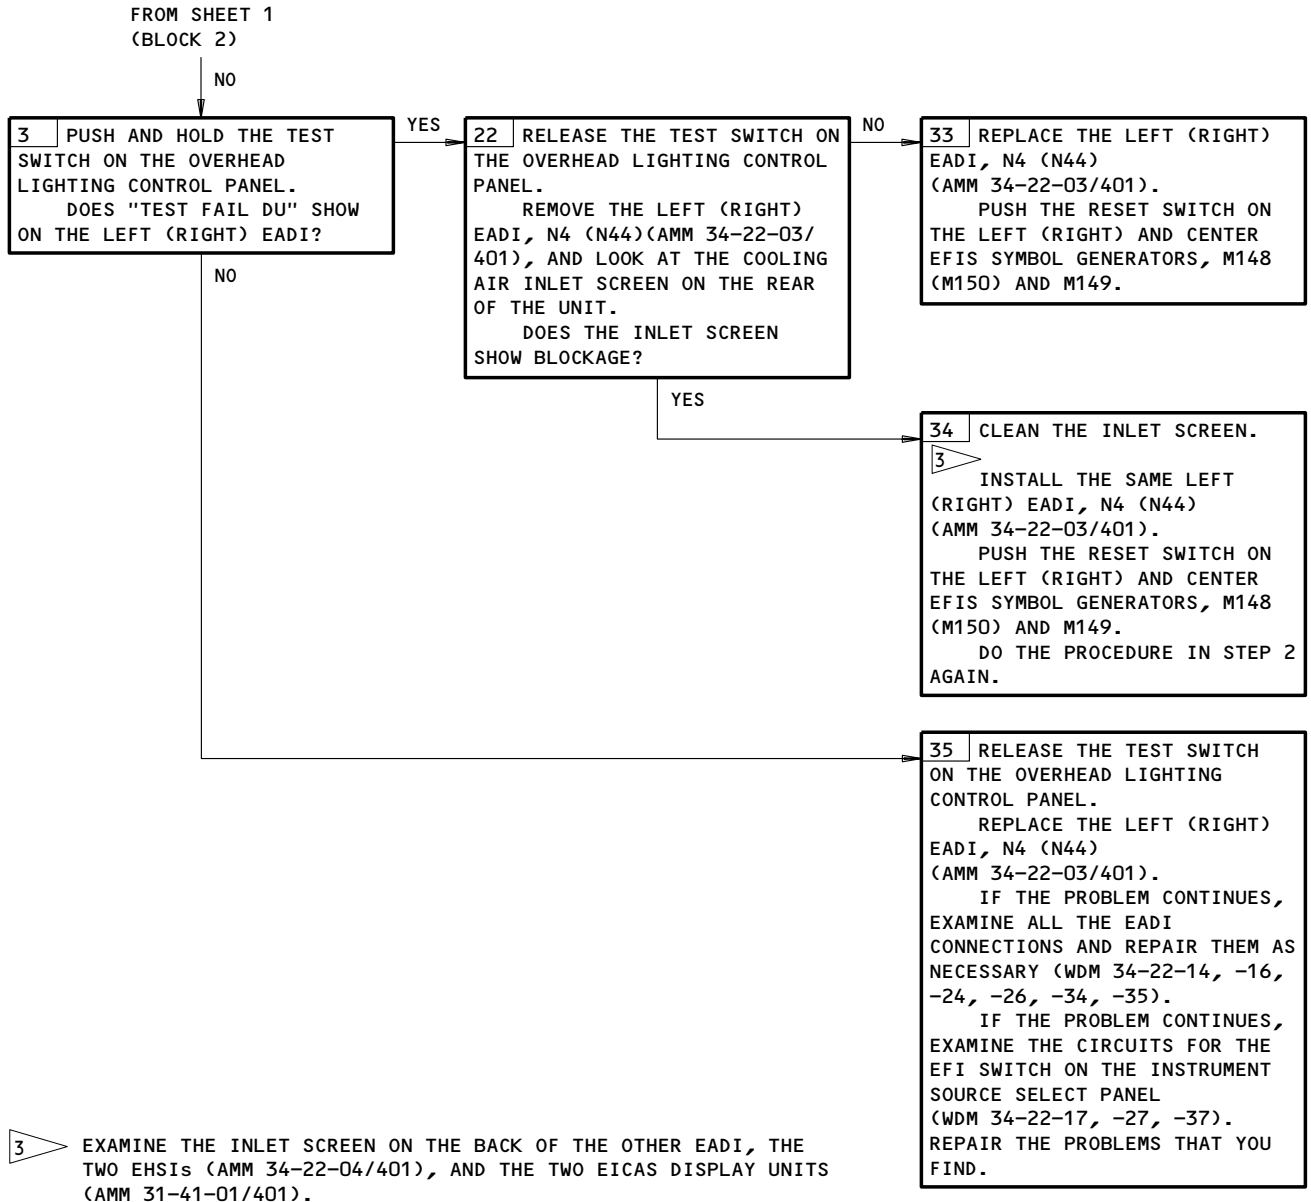 FROM SHEET 1
(BLOCK 2)
NO
3 PUSH AND HOLD THE TEST
SWITCH ON THE OVERHEAD
LIGHTING CONTROL PANEL.
DOES "TEST FAIL DU" SHOW
ON THE LEFT (RIGHT) EADI?
YES
NO
22 RELEASE THE TEST SWITCH ON
THE OVERHEAD LIGHTING CONTROL
PANEL.
REMOVE THE LEFT (RIGHT)
EADI, N4 (N44)(AMM 34-22-03/
401), AND LOOK AT THE COOLING
AIR INLET SCREEN ON THE REAR
OF THE UNIT.
DOES THE INLET SCREEN
SHOW BLOCKAGE?
NO
YES
33 REPLACE THE LEFT (RIGHT)
EADI, N4 (N44)
(AMM 34-22-03/401).
PUSH THE RESET SWITCH ON
THE LEFT (RIGHT) AND CENTER
EFIS SYMBOL GENERATORS, M148
(M150) AND M149.
34 CLEAN THE INLET SCREEN.
3
INSTALL THE SAME LEFT
(RIGHT) EADI, N4 (N44)
(AMM 34-22-03/401).
PUSH THE RESET SWITCH ON
THE LEFT (RIGHT) AND CENTER
EFIS SYMBOL GENERATORS, M148
(M150) AND M149.
DO THE PROCEDURE IN STEP 2
AGAIN.
35 RELEASE THE TEST SWITCH
ON THE OVERHEAD LIGHTING
CONTROL PANEL.
REPLACE THE LEFT (RIGHT)
EADI, N4 (N44)
(AMM 34-22-03/401).
IF THE PROBLEM CONTINUES,
EXAMINE ALL THE EADI
CONNECTIONS AND REPAIR THEM AS
NECESSARY (WDM 34-22-14, -16,
-24, -26, -34, -35).
IF THE PROBLEM CONTINUES,
EXAMINE THE CIRCUITS FOR THE
EFI SWITCH ON THE INSTRUMENT
SOURCE SELECT PANEL
(WDM 34-22-17, -27, -37).
REPAIR THE PROBLEMS THAT YOU
FIND.
3 EXAMINE THE INLET SCREEN ON THE BACK OF THE OTHER EADI, THE
TWO EHSIs (AMM 34-22-04/401), AND THE TWO EICAS DISPLAY UNITS
(AMM 31-41-01/401).